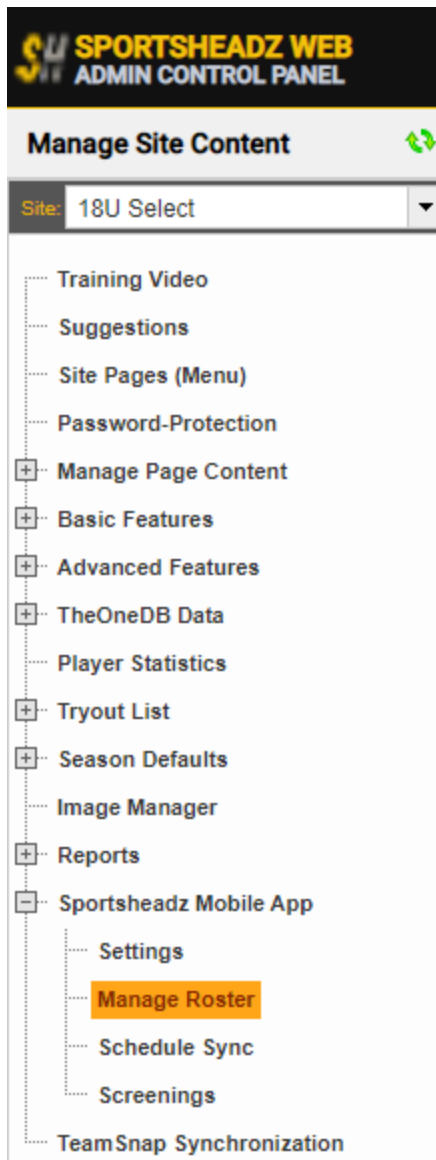 SPORTSHEADZ WEB
ADMIN CONTROL PANEL
Manage Site Content
Site: 18U Select
Training Video
Suggestions
Site Pages (Menu)
Password-Protection
Manage Page Content
Basic Features
Advanced Features
TheOneDB Data
Player Statistics
Tryout List
Season Defaults
Image Manager
Reports
Sportsheadz Mobile App
Settings
Manage Roster
Schedule Sync
Screenings
TeamSnap Synchronization